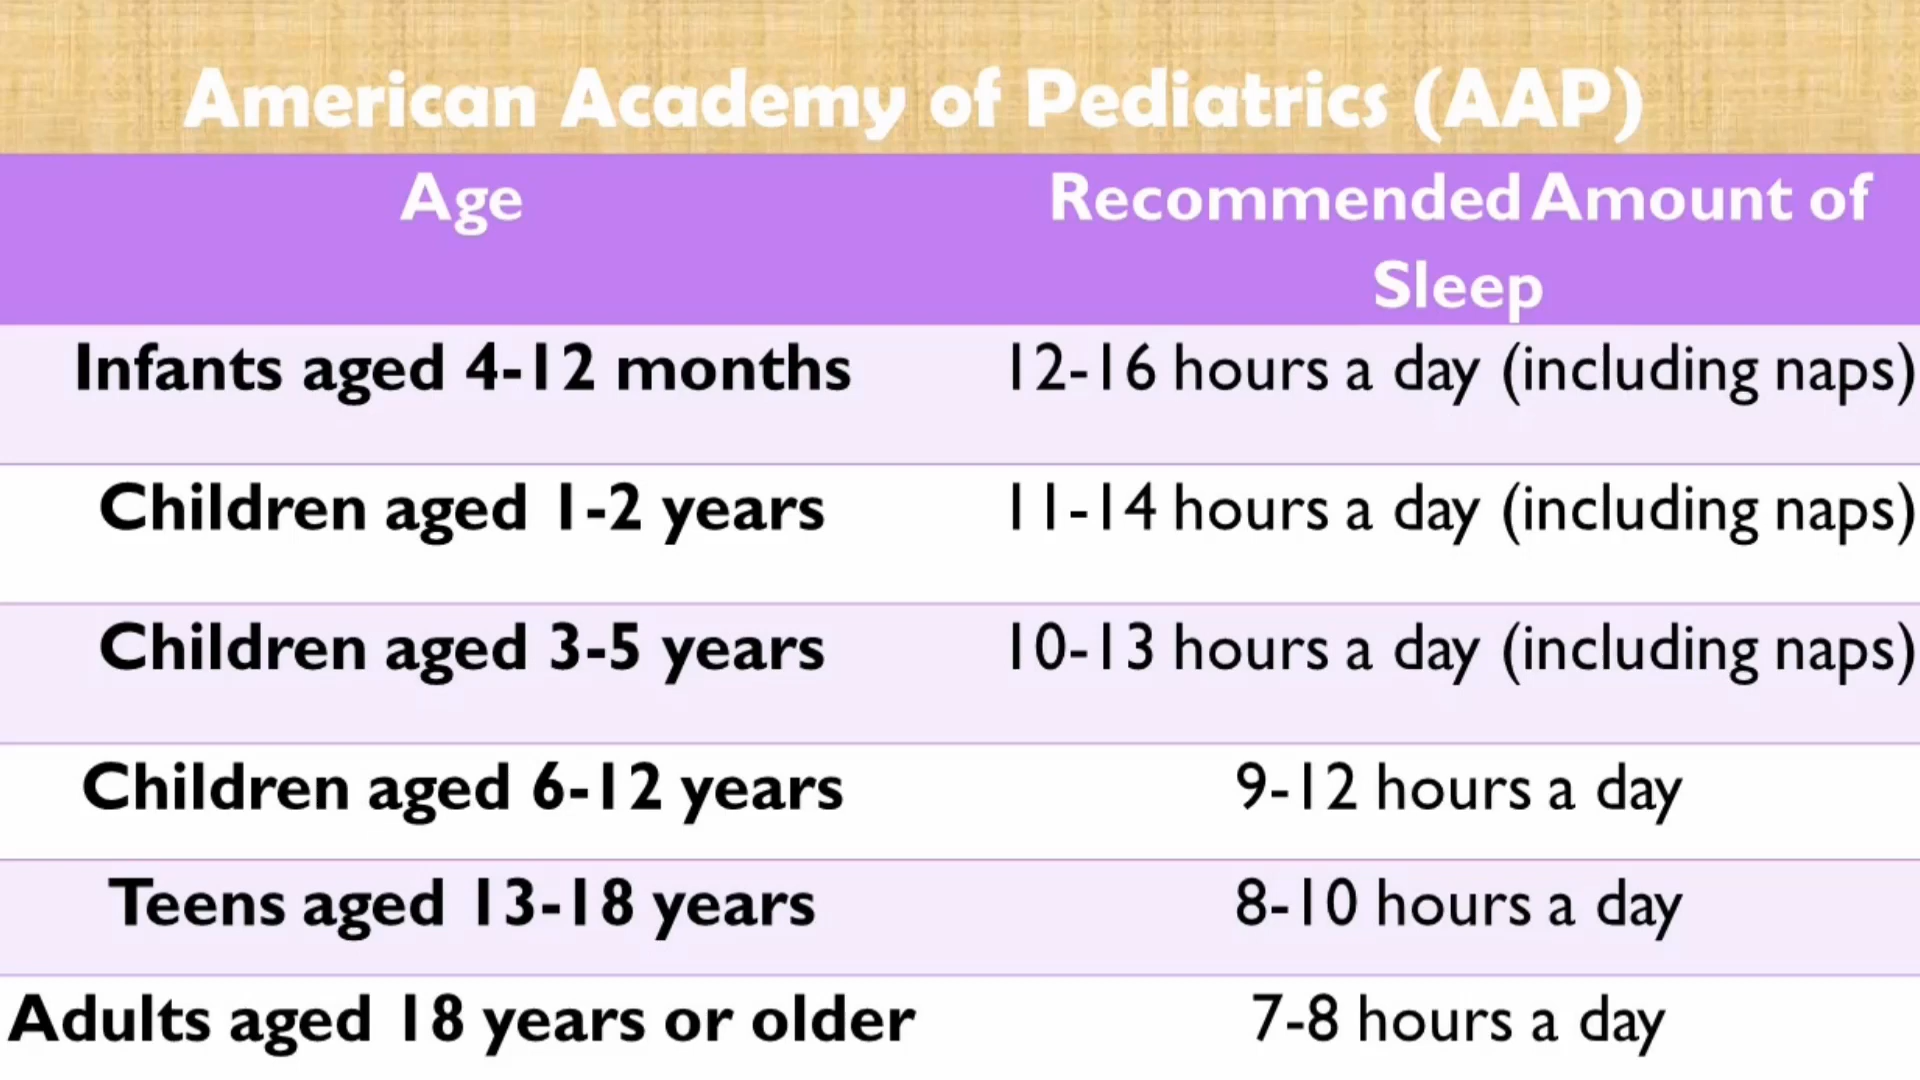 American Academy of Pediatrics (AAP)
Age
Recommended Amount of
Sleep
Infants aged 4-12 months
12-16 hours a day (including naps)
Children aged 1-2 years
11-14 hours a day (including naps)
Children aged 3-5 years
10-13 hours a day (including naps)
Children aged 6-12 years
9-12 hours a day
Teens aged 13-18 years
8-10 hours a day
Adults aged 18 years or older
7-8 hours a day